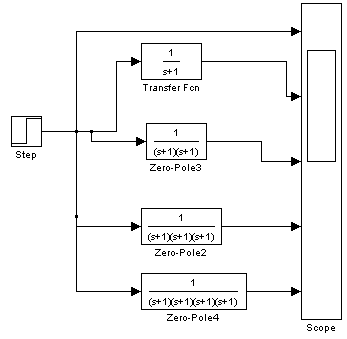 1
s+1
Transfer Fcn
Step
1
(s+1)(s+1)
Zero-Pole3
1
(s+1)(s+1)(s+1)
Zero-Pole2
1
(s+1)(s+1)(s+1)(s+1)
Zero-Pole4
Scope